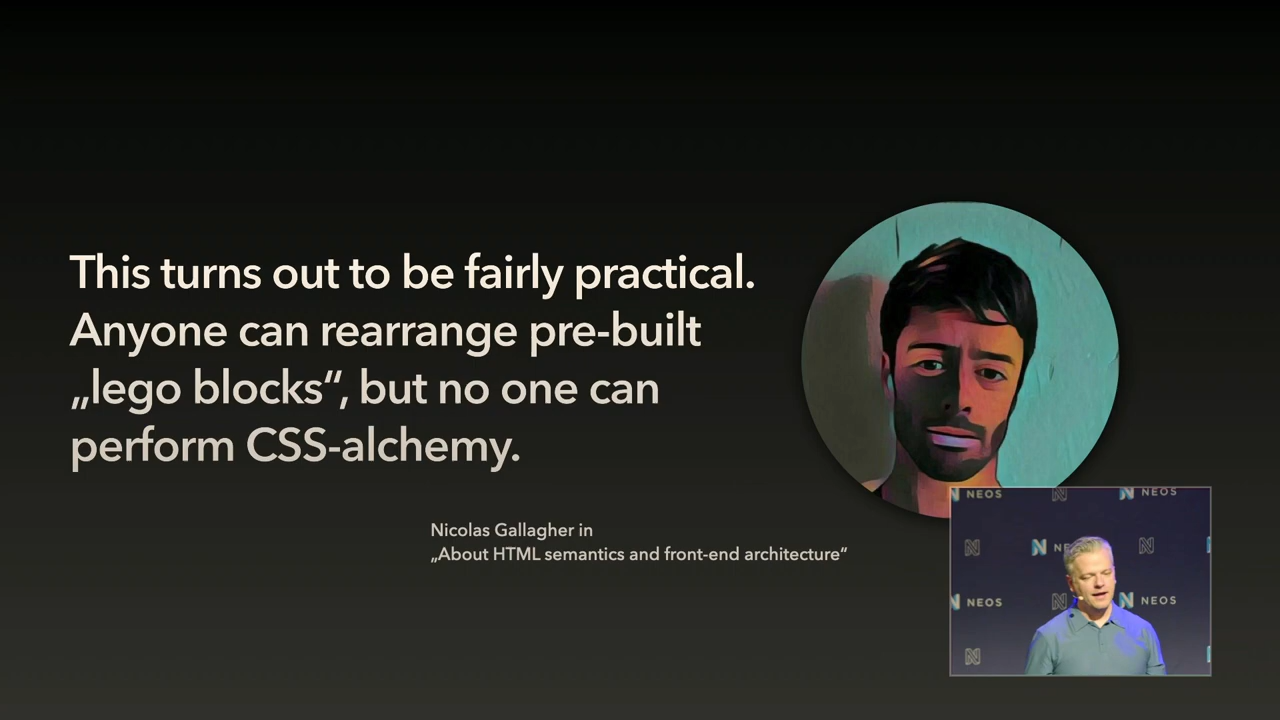 This turns out to be fairly practical.
Anyone can rearrange pre-built
„lego blocks“, but no one can
perform CSS-alchemy.
Nicolas Gallagher in
„About HTML semantics and front-end architecture“
NEOS
NEOS
NE
NEOS
NEOS